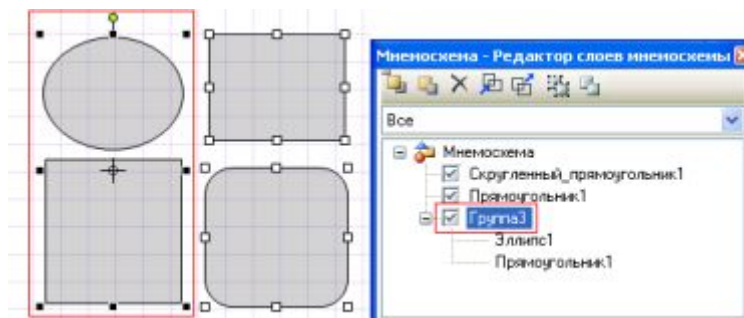 Мнемосхема - Редактор слоев мнемосхемы
Все
Мнемосхема
Скругленный_прямоугольник1
Прямоугольник1
Группа3
Эллипс1
Прямоугольник1